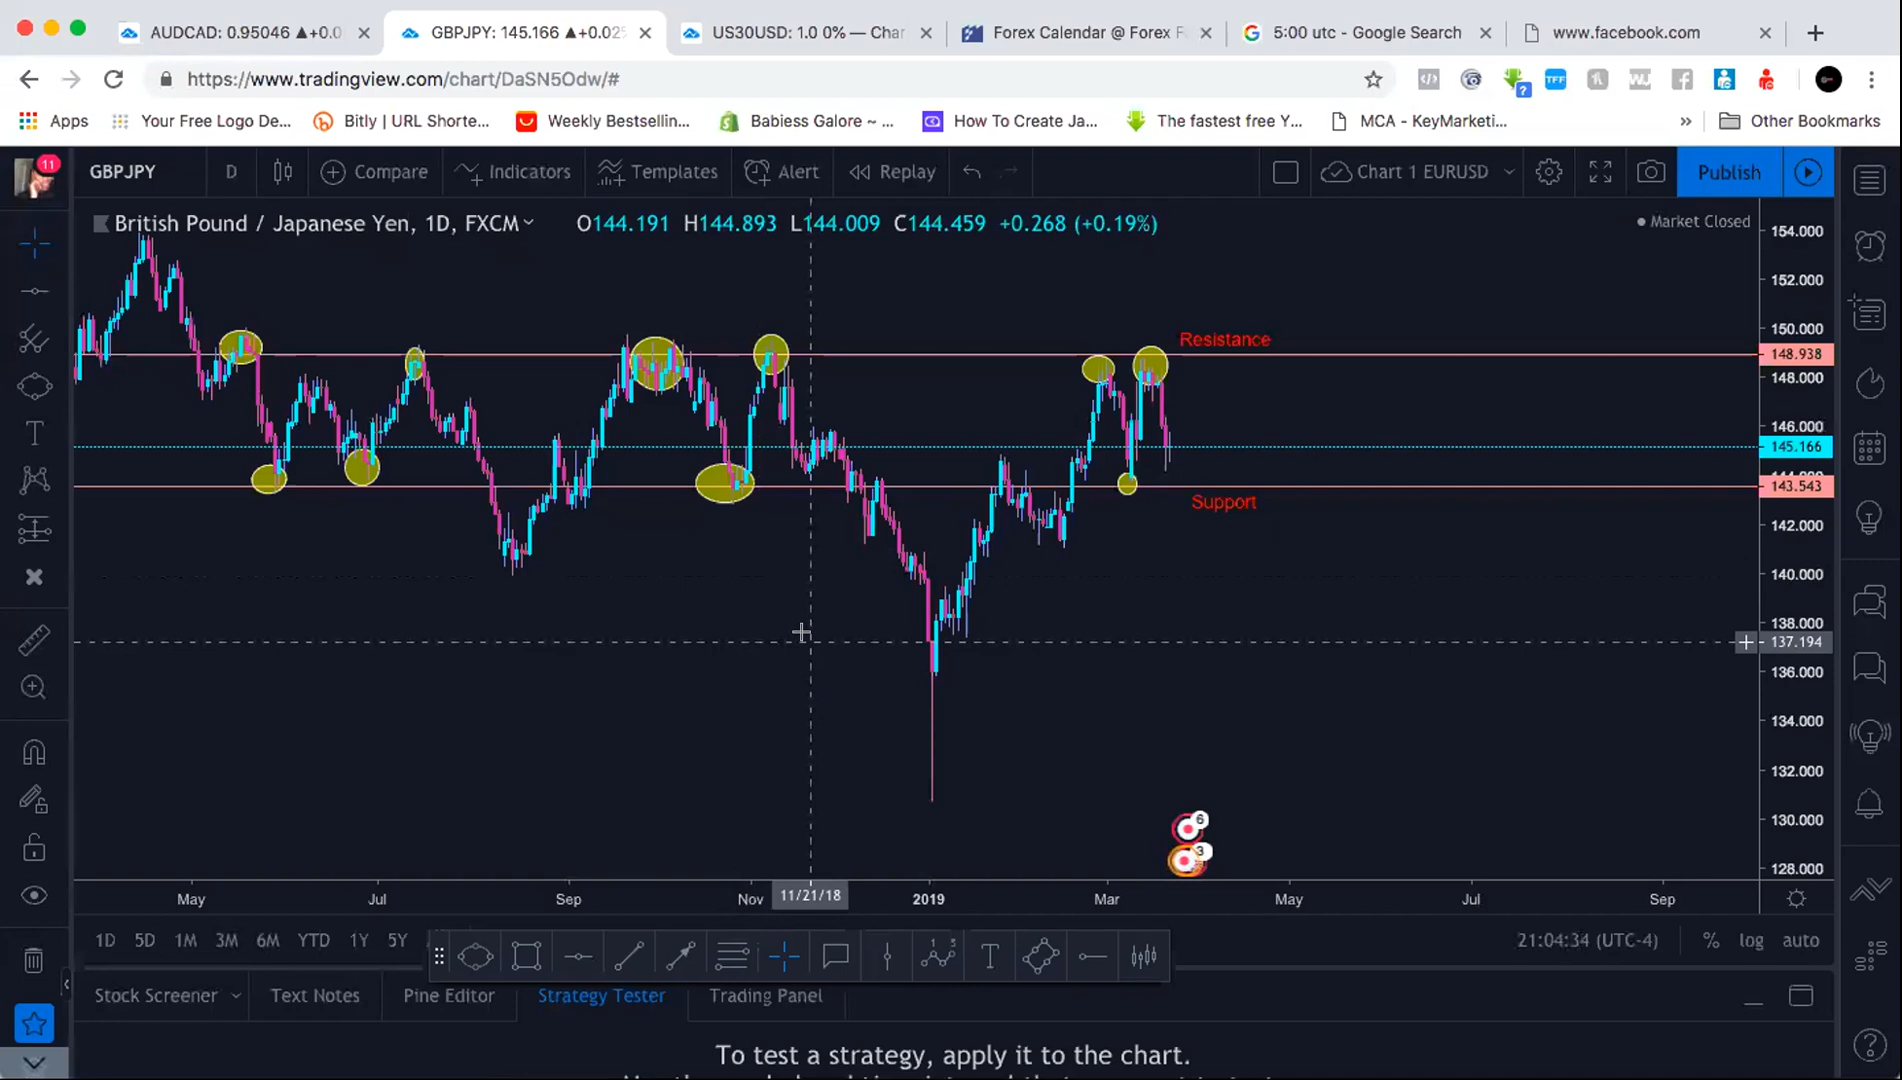 AUDCAD: 0.95046 ▲+0.0
GBPJPY: 145.166 ▲+0.02%
US30USD: 1.0 0% — Char
Forex Calendar @ Forex F
5:00 utc - Google Search
www.facebook.com
https://www.tradingview.com/chart/DaSN5Odw/#
Apps
Your Free Logo De...
Bitly | URL Shorte...
Weekly Bestsellin...
Babiess Galore ~ ...
How To Create Ja...
The fastest free Y...
MCA - KeyMarketi...
» Other Bookmarks
11
GBPJPY D Compare Indicators Templates Alert Replay Chart 1 EURUSD Publish
British Pound / Japanese Yen, 1D, FXCM O144.191 H144.893 L144.009 C144.459 +0.268 (+0.19%)
Market Closed
154.000
152.000
150.000
Resistance
148.938
148.000
146.000
145.166
143.543
Support
142.000
140.000
138.000
137.194
136.000
134.000
132.000
6
130.000
3
128.000
May Jul Sep Nov 11/21/18 2019 Mar May Jul Sep
1D 5D 1M 3M 6M YTD 1Y 5Y
21:04:34 (UTC-4) % log auto
Stock Screener Text Notes Pine Editor Strategy Tester Trading Panel
To test a strategy, apply it to the chart.